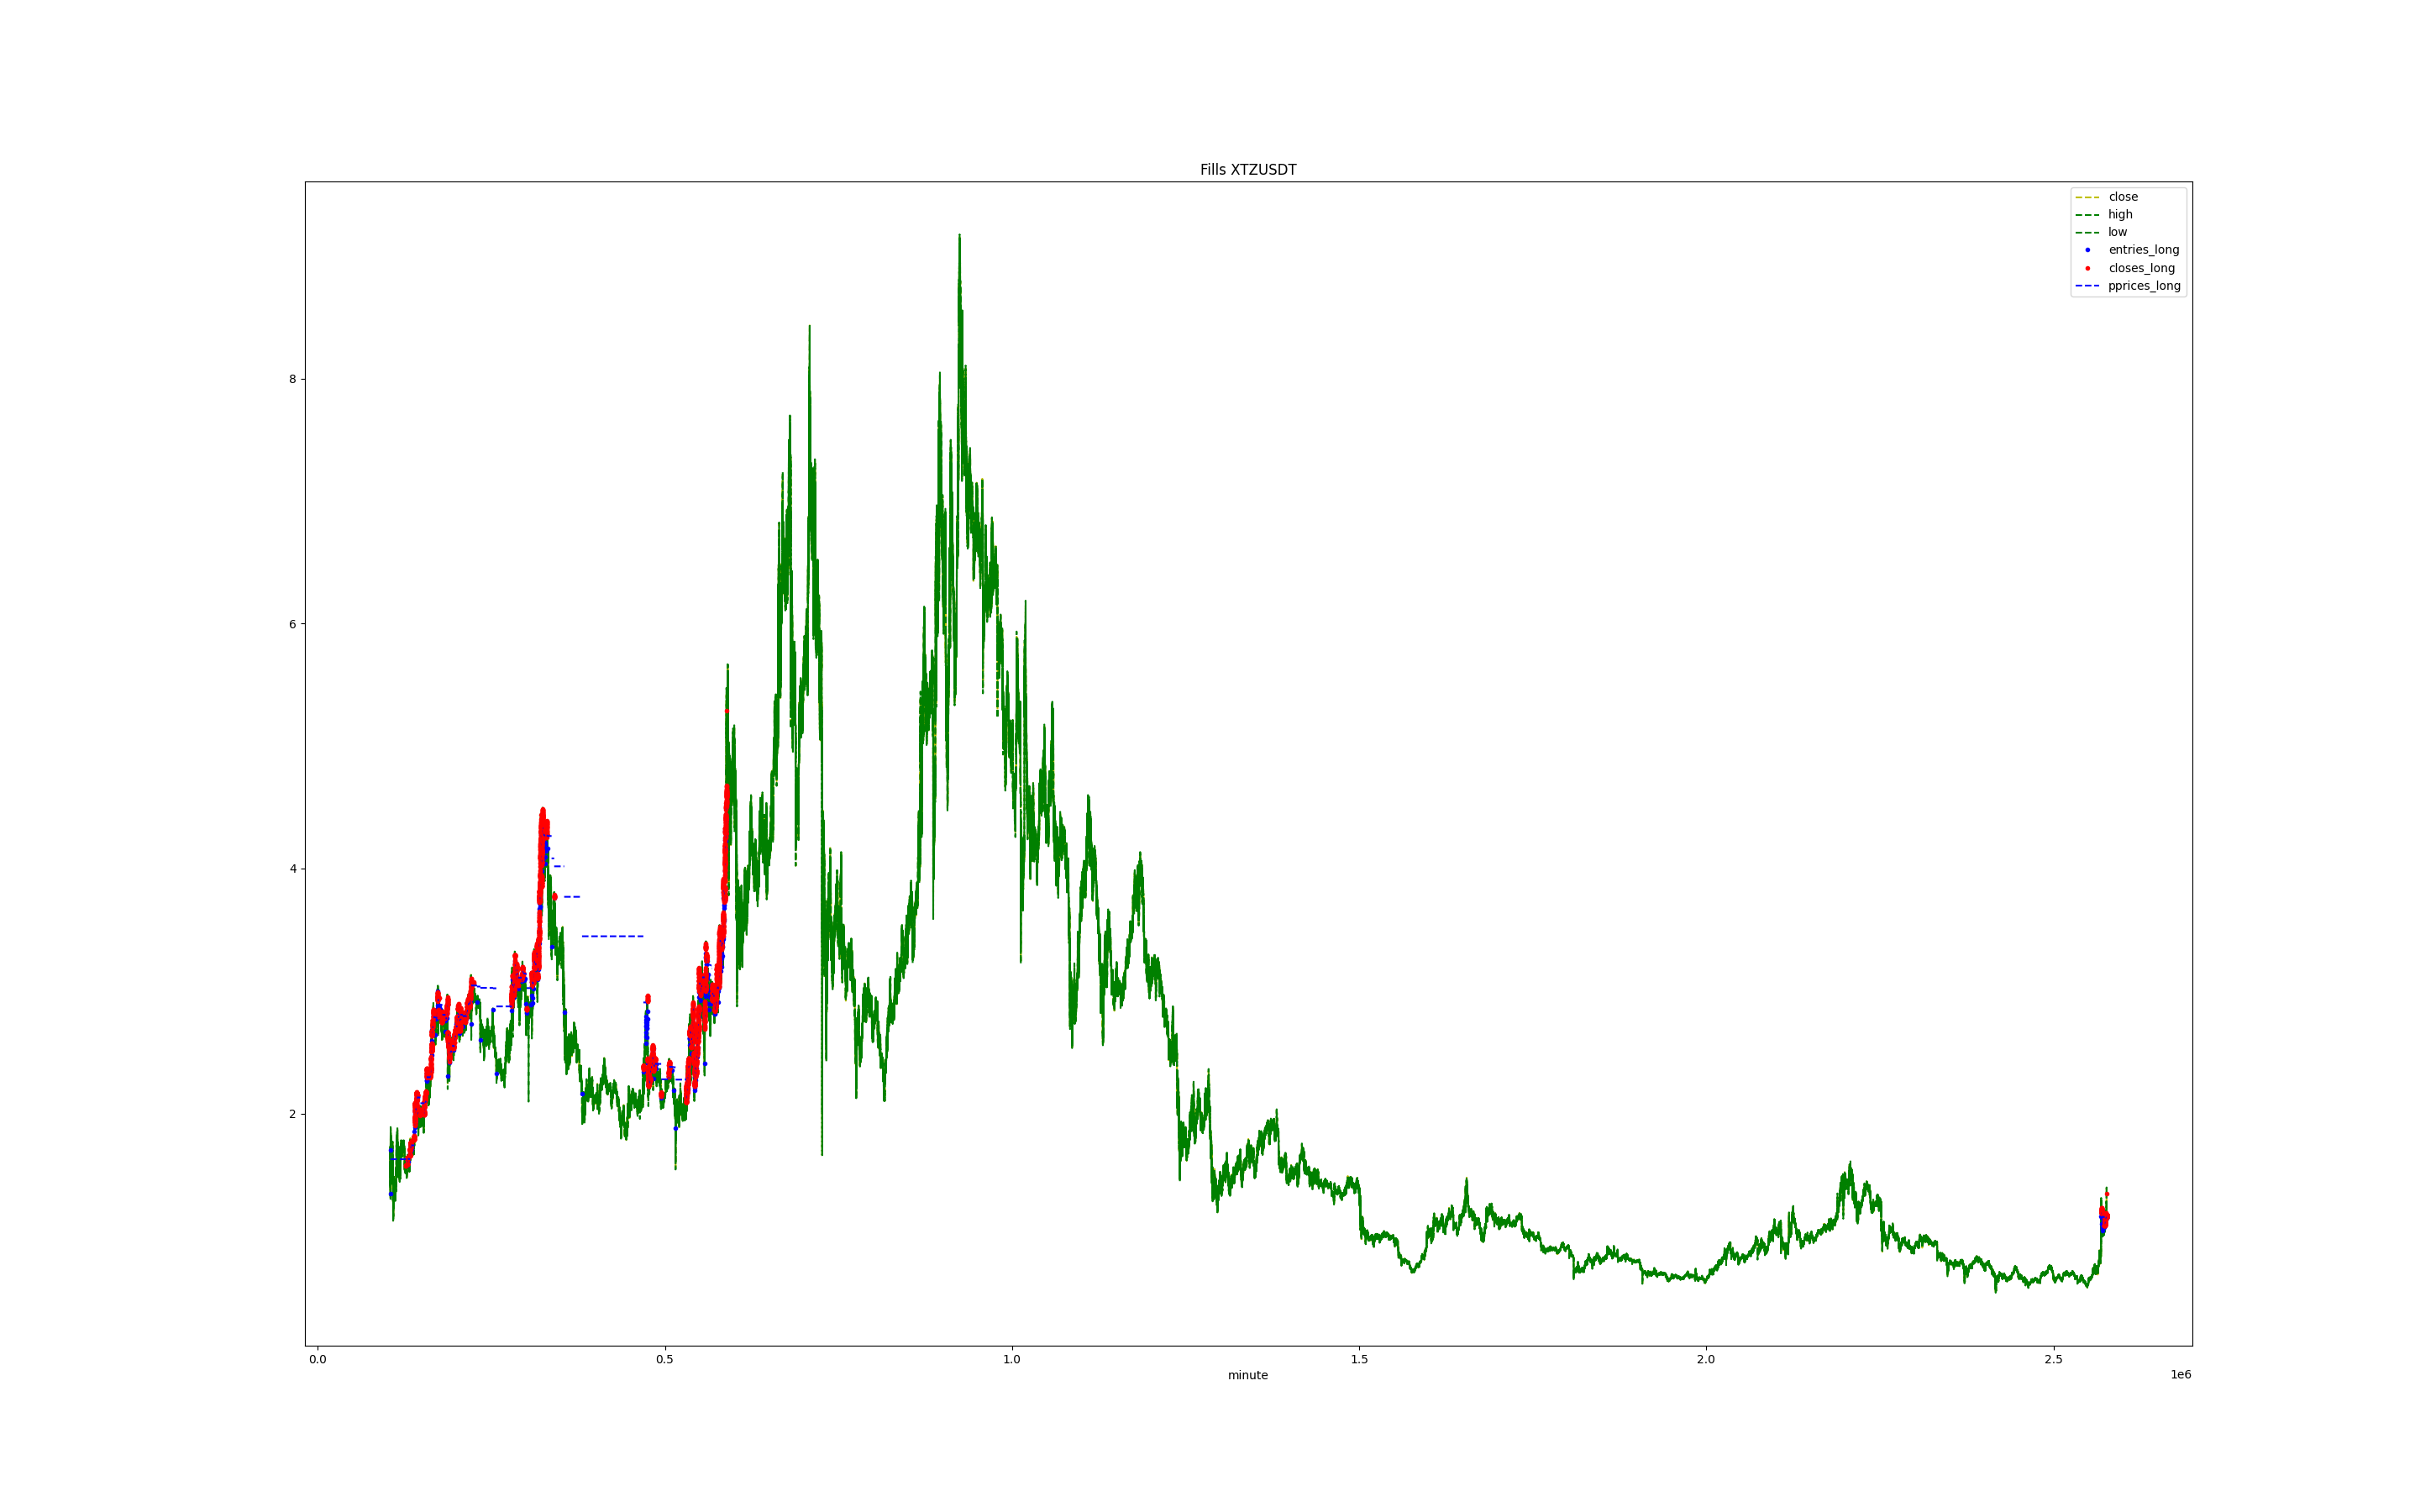 Fills XTZUSDT
close
high
low
entries_long
closes_long
pprices_long
8
6
4
2
0.0 0.5 1.0 1.5 2.0 2.5
minute
1e6